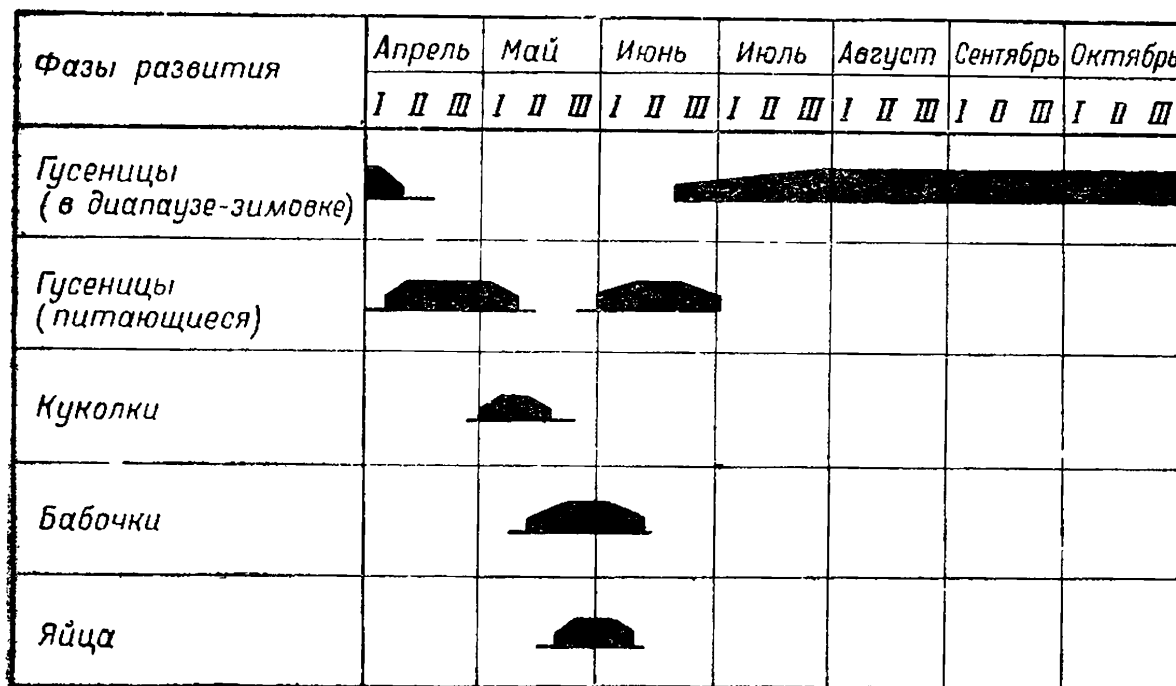 Фазы развития
Апрель Май Июнь Июль Август Сентябрь Октябрь
I II III I II III I II III I II III I II III I II III I II III
Гусеницы
(в диапаузе-зимовке)
Гусеницы
(питающиеся)
Куколки
Бабочки
Яйца